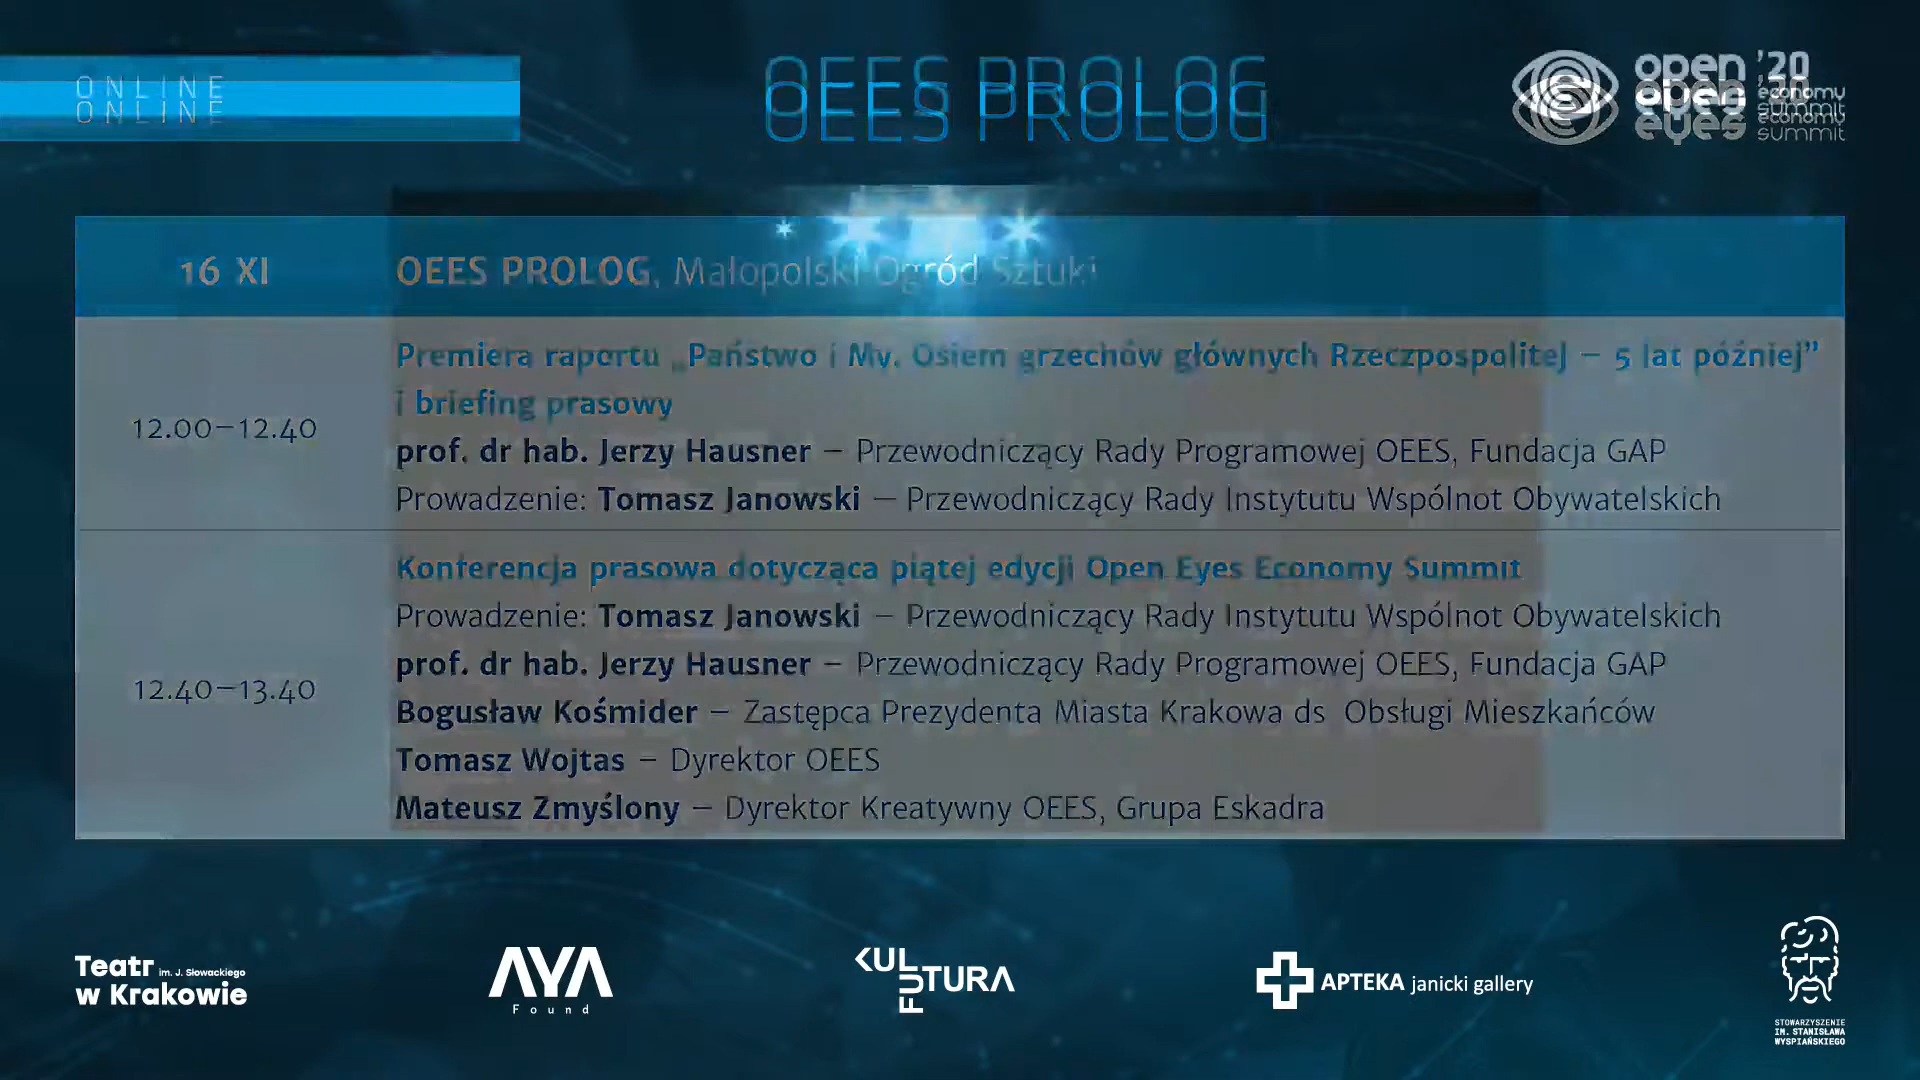 ONLINE
ONLINE
OEES PROLOG
OEES PROLOG
open '20
eyes economy
summit
16 XI
OEES PROLOG, Małopolski Ogród Sztuki
12.00–12.40
Premiera raportu „Państwo i My. Osiem grzechów głównych Rzeczpospolitej – 5 lat później”
i briefing prasowy
prof. dr hab. Jerzy Hausner – Przewodniczący Rady Programowej OEES, Fundacja GAP
Prowadzenie: Tomasz Janowski – Przewodniczący Rady Instytutu Wspólnot Obywatelskich
12.40–13.40
Konferencja prasowa dotycząca piątej edycji Open Eyes Economy Summit
Prowadzenie: Tomasz Janowski – Przewodniczący Rady Instytutu Wspólnot Obywatelskich
prof. dr hab. Jerzy Hausner – Przewodniczący Rady Programowej OEES, Fundacja GAP
Bogusław Kośmider – Zastępca Prezydenta Miasta Krakowa ds Obsługi Mieszkańców
Tomasz Wojtas – Dyrektor OEES
Mateusz Zmyślony – Dyrektor Kreatywny OEES, Grupa Eskadra
Teatr im. J. Słowackiego
w Krakowie
AYA
Found
KULTURA
FUTURA
APTEKA janicki gallery
STOWARZYSZENIE
IM. STANISŁAWA
WYSPIAŃSKIEGO